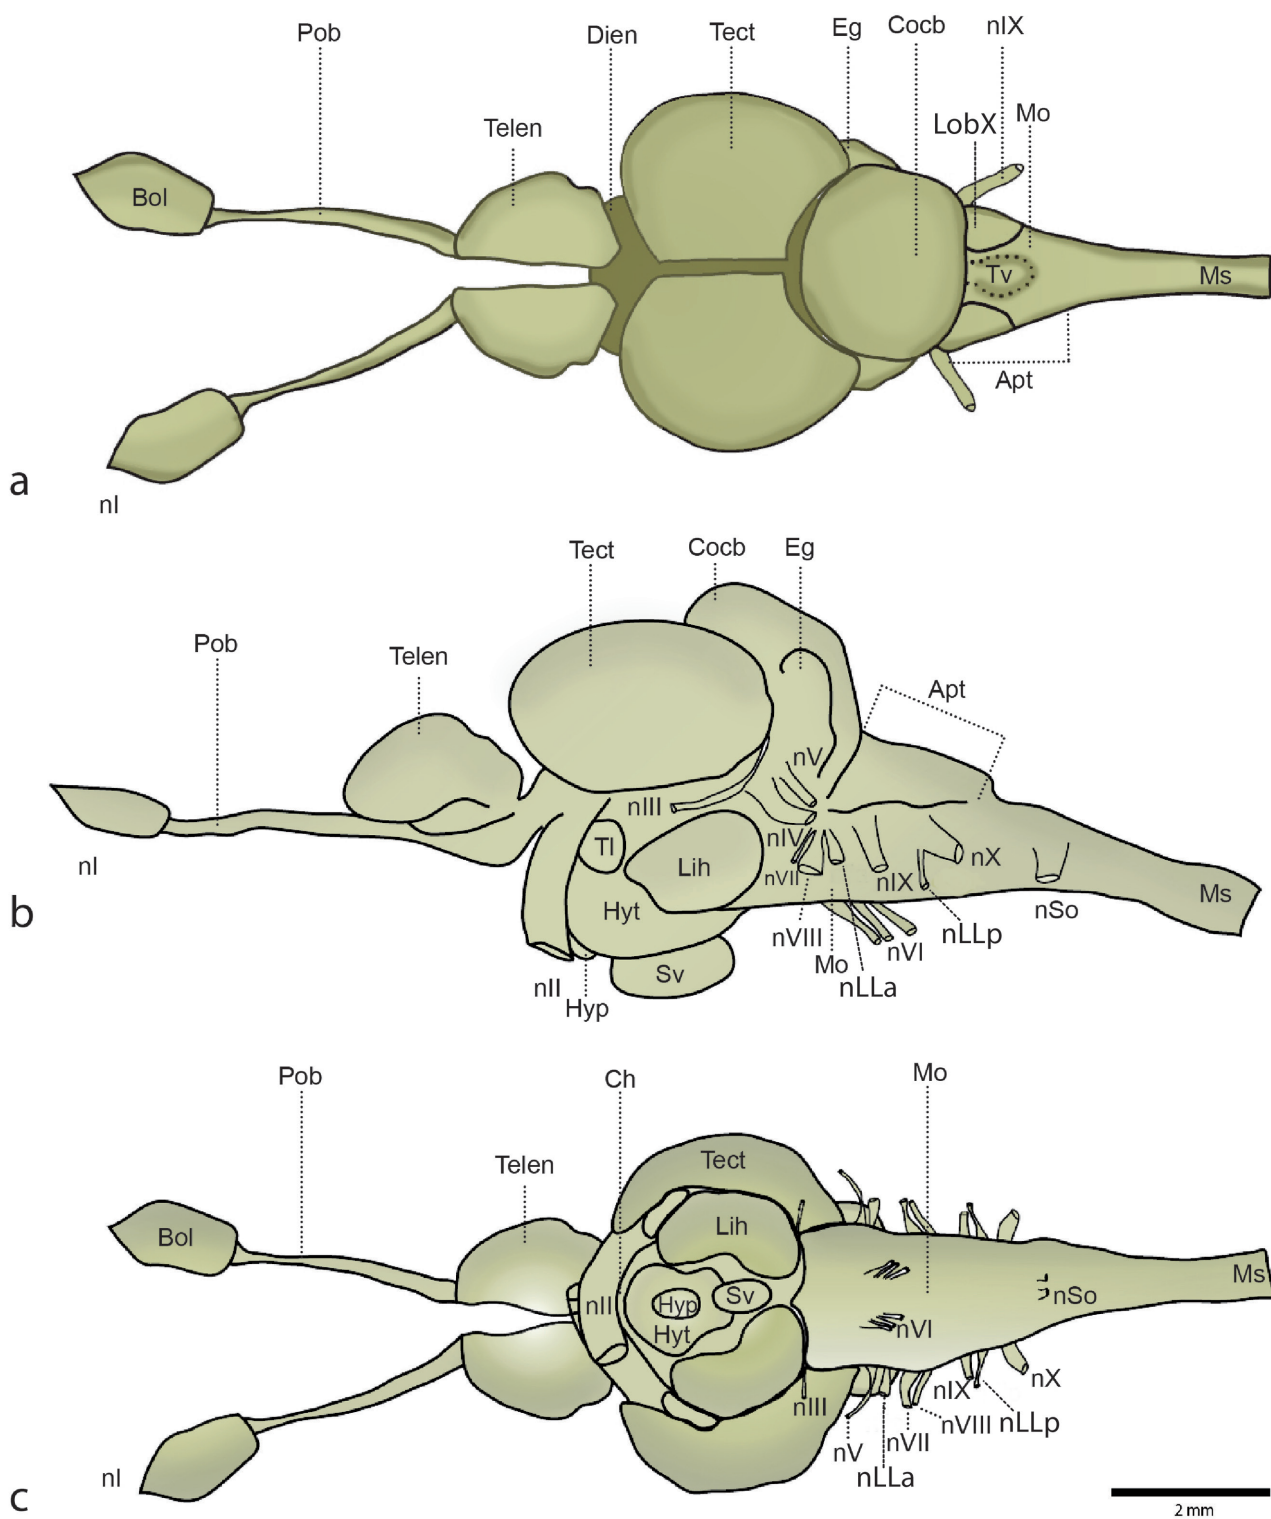 Pob
Dien
Tect
Eg
Cocb
nIX
Telen
LobX
Mo
Bol
Tv
Ms
Apt
a
nI
Tect
Cocb
Eg
Pob
Telen
Apt
nV
nIII
nIV
Tl
Lih
nVII
nIX
nX
nI
Hyt
Ms
b
nSo
nVIII
nLLp
nVI
Mo
Sv
nII
nLLa
Hyp
Pob
Ch
Mo
Telen
Tect
Bol
Lih
Ms
nII
Hyp
Sv
nSo
Hyt
nVI
nX
nIX
nIII
nVIII
nLLp
nVII
nV
nI
nLLa
c
2 mm